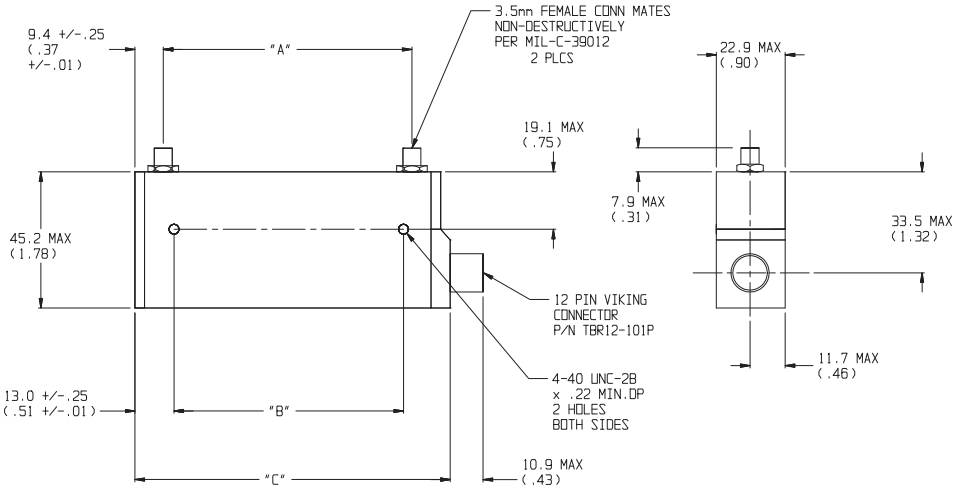 3.5mm FEMALE CONN MATES
NON-DESTRUCTIVELY
PER MIL-C-39012
2 PLCS
9.4 +/-.25
(.37
+/-.01)
"A"
22.9 MAX
(.90)
19.1 MAX
(.75)
7.9 MAX
(.31)
33.5 MAX
(1.32)
45.2 MAX
(1.78)
12 PIN VIKING
CONNECTOR
P/N TBR12-101P
11.7 MAX
(.46)
4-40 UNC-2B
x .22 MIN.DP
2 HOLES
BOTH SIDES
13.0 +/-.25
(.51 +/-.01)
"B"
"C"
10.9 MAX
(.43)